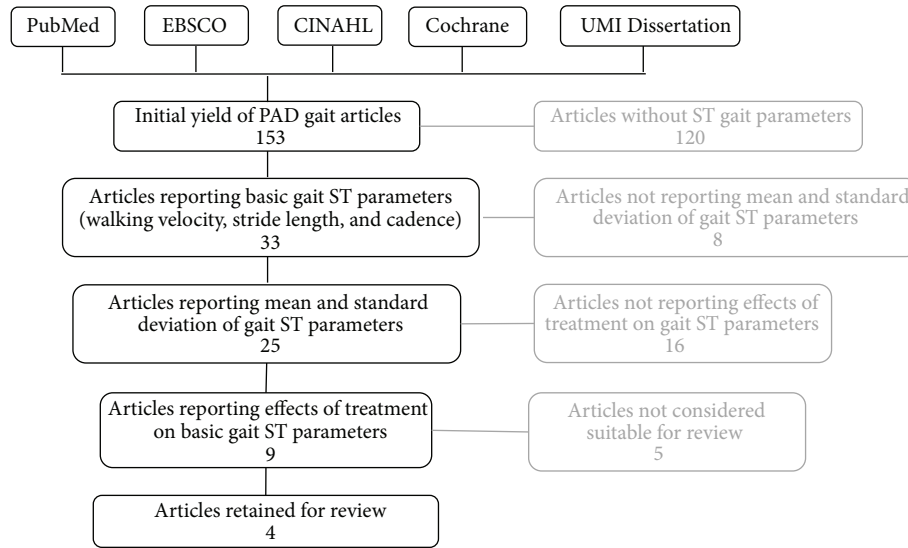 PubMed
EBSCO
CINAHL
Cochrane
UMI Dissertation
Initial yield of PAD gait articles
153
Articles without ST gait parameters
120
Articles reporting basic gait ST parameters
(walking velocity, stride length, and cadence)
33
Articles not reporting mean and standard
deviation of gait ST parameters
8
Articles reporting mean and standard
deviation of gait ST parameters
25
Articles not reporting effects of
treatment on gait ST parameters
16
Articles reporting effects of treatment
on basic gait ST parameters
9
Articles not considered
suitable for review
5
Articles retained for review
4